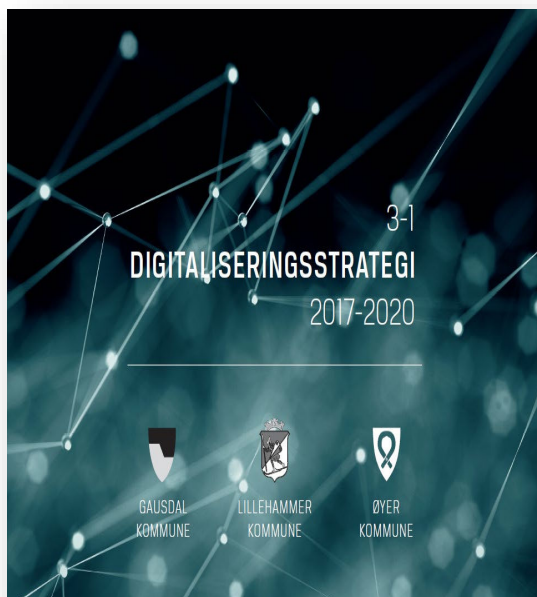 3-1
DIGITALISERINGSSTRATEGI
2017-2020
GAUSDAL
KOMMUNE
LILLEHAMMER
KOMMUNE
ØYER
KOMMUNE